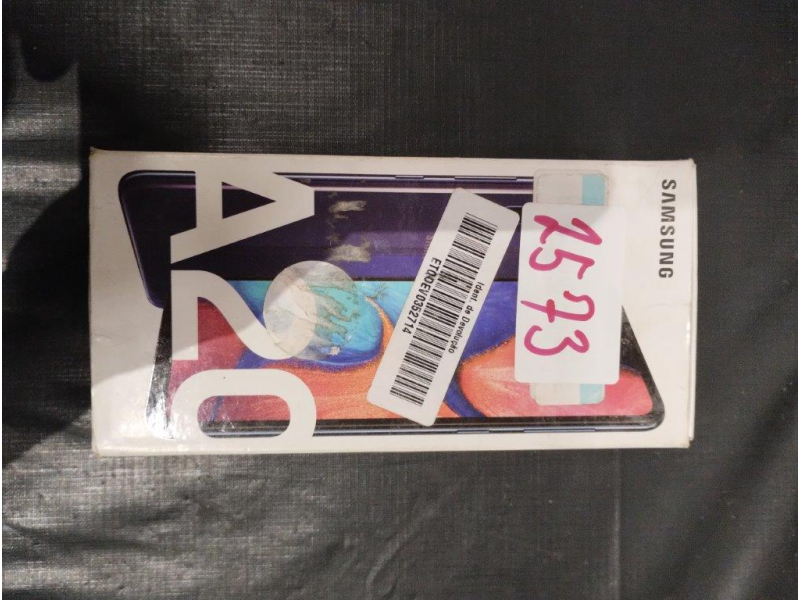 SAMSUNG
2573
Ident. de Devolução
ET00EV0352714
A20